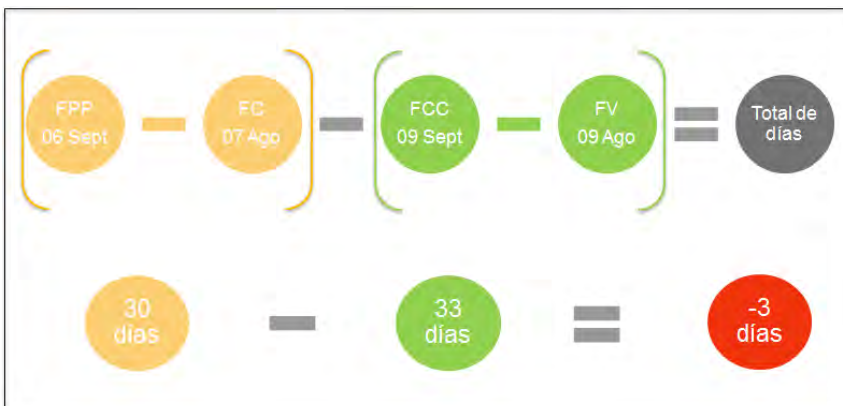 FPP
06 Sept
FC
07 Ago
FCC
09 Sept
FV
09 Ago
Total de
días
30
días
33
días
-3
días